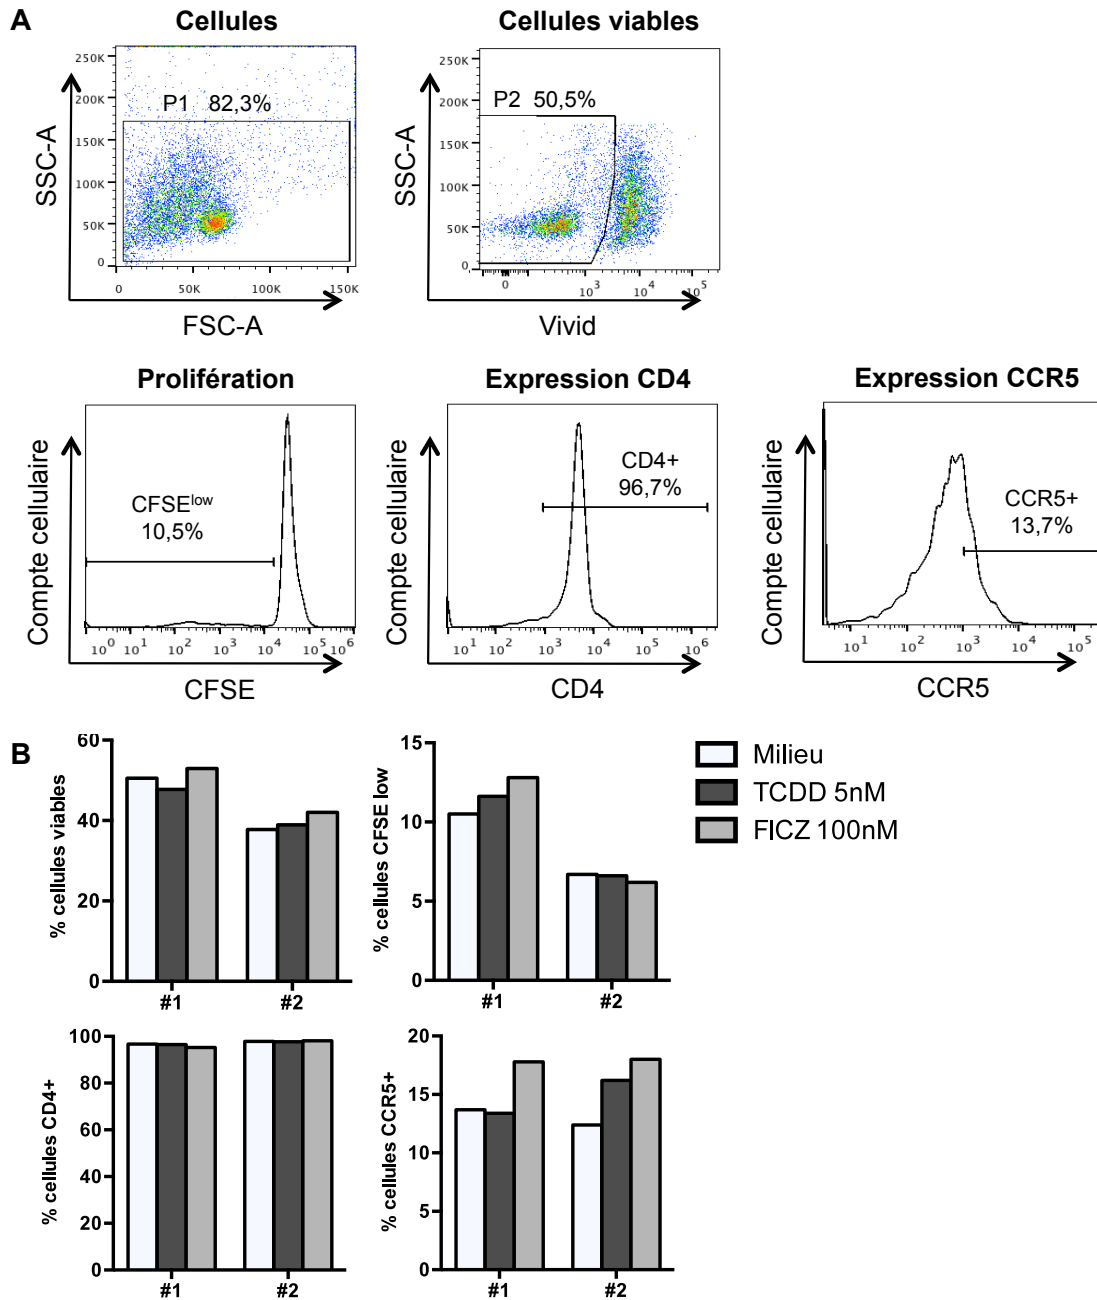 A
Cellules
Cellules viables
250K
200K
150K
100K
50K
0
P1 82,3%
SSC-A
0 50K 100K 150K
FSC-A
250K
200K
150K
100K
50K
0
P2 50,5%
SSC-A
0 10^3 10^4 10^5
Vivid
Prolifération
Expression CD4
Expression CCR5
Compte cellulaire
CFSE^low
10,5%
10^0 10^1 10^2 10^3 10^4 10^5 10^6
CFSE
Compte cellulaire
CD4+
96,7%
10^1 10^2 10^3 10^4 10^5 10^6
CD4
Compte cellulaire
CCR5+
13,7%
10^1 10^2 10^3 10^4 10^5
CCR5
B
% cellules viables
60
40
20
0
#1 #2
% cellules CFSE low
15
10
5
0
#1 #2
Milieu
TCDD 5nM
FICZ 100nM
% cellules CD4+
100
80
60
40
20
0
#1 #2
% cellules CCR5+
20
15
10
5
0
#1 #2